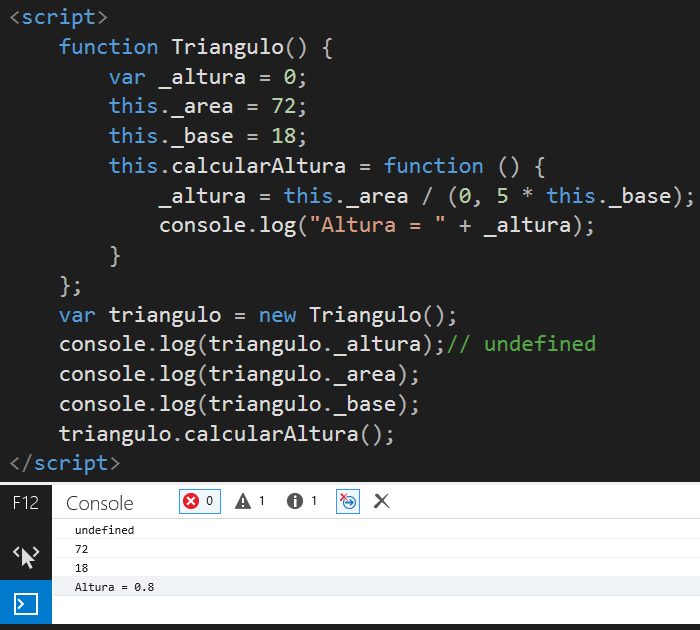 <script>
function Triangulo() {
var _altura = 0;
this._area = 72;
this._base = 18;
this.calcularAltura = function () {
_altura = this._area / (0, 5 * this._base);
console.log("Altura = " + _altura);
}
};
var triangulo = new Triangulo();
console.log(triangulo._altura);// undefined
console.log(triangulo._area);
console.log(triangulo._base);
triangulo.calcularAltura();
</script>
F12 Console 0 1 1
undefined
72
18
Altura = 0.8